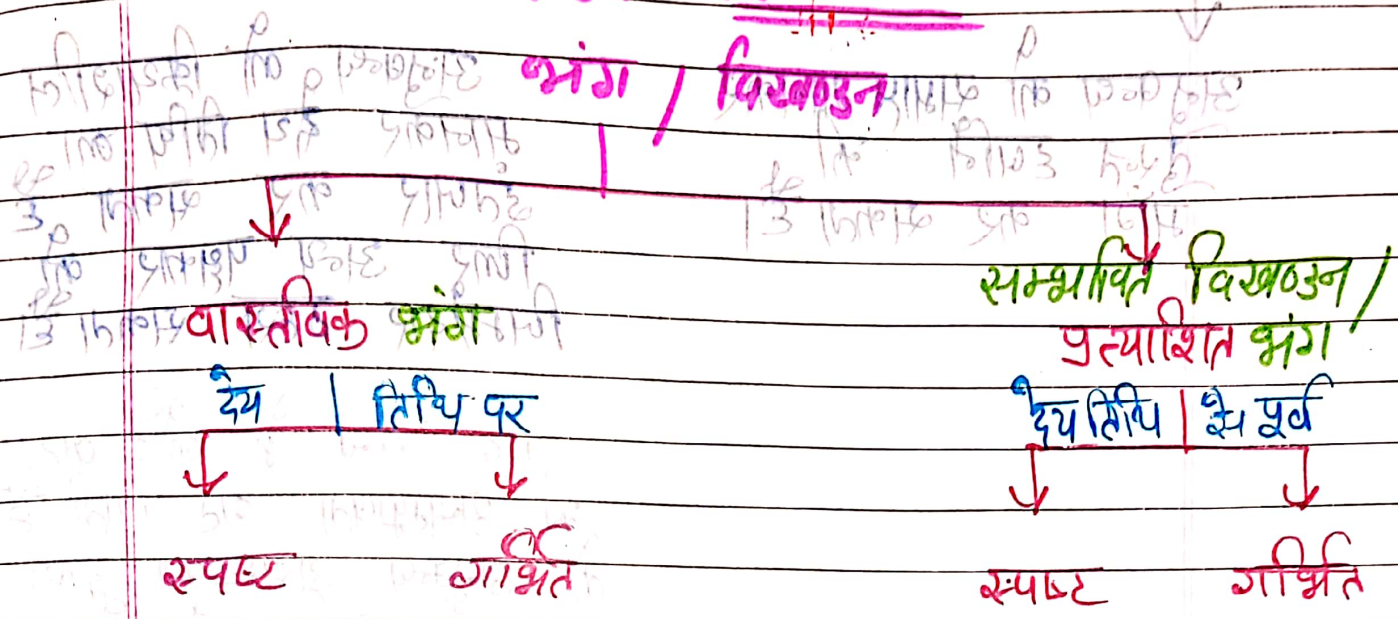 भंग / विखण्डन
वास्तविक भंग
सम्भावित विखण्डन /
प्रत्याशित भंग
देय तिथि पर
देय तिथि से पूर्व
स्पष्ट गर्भित
स्पष्ट गर्भित